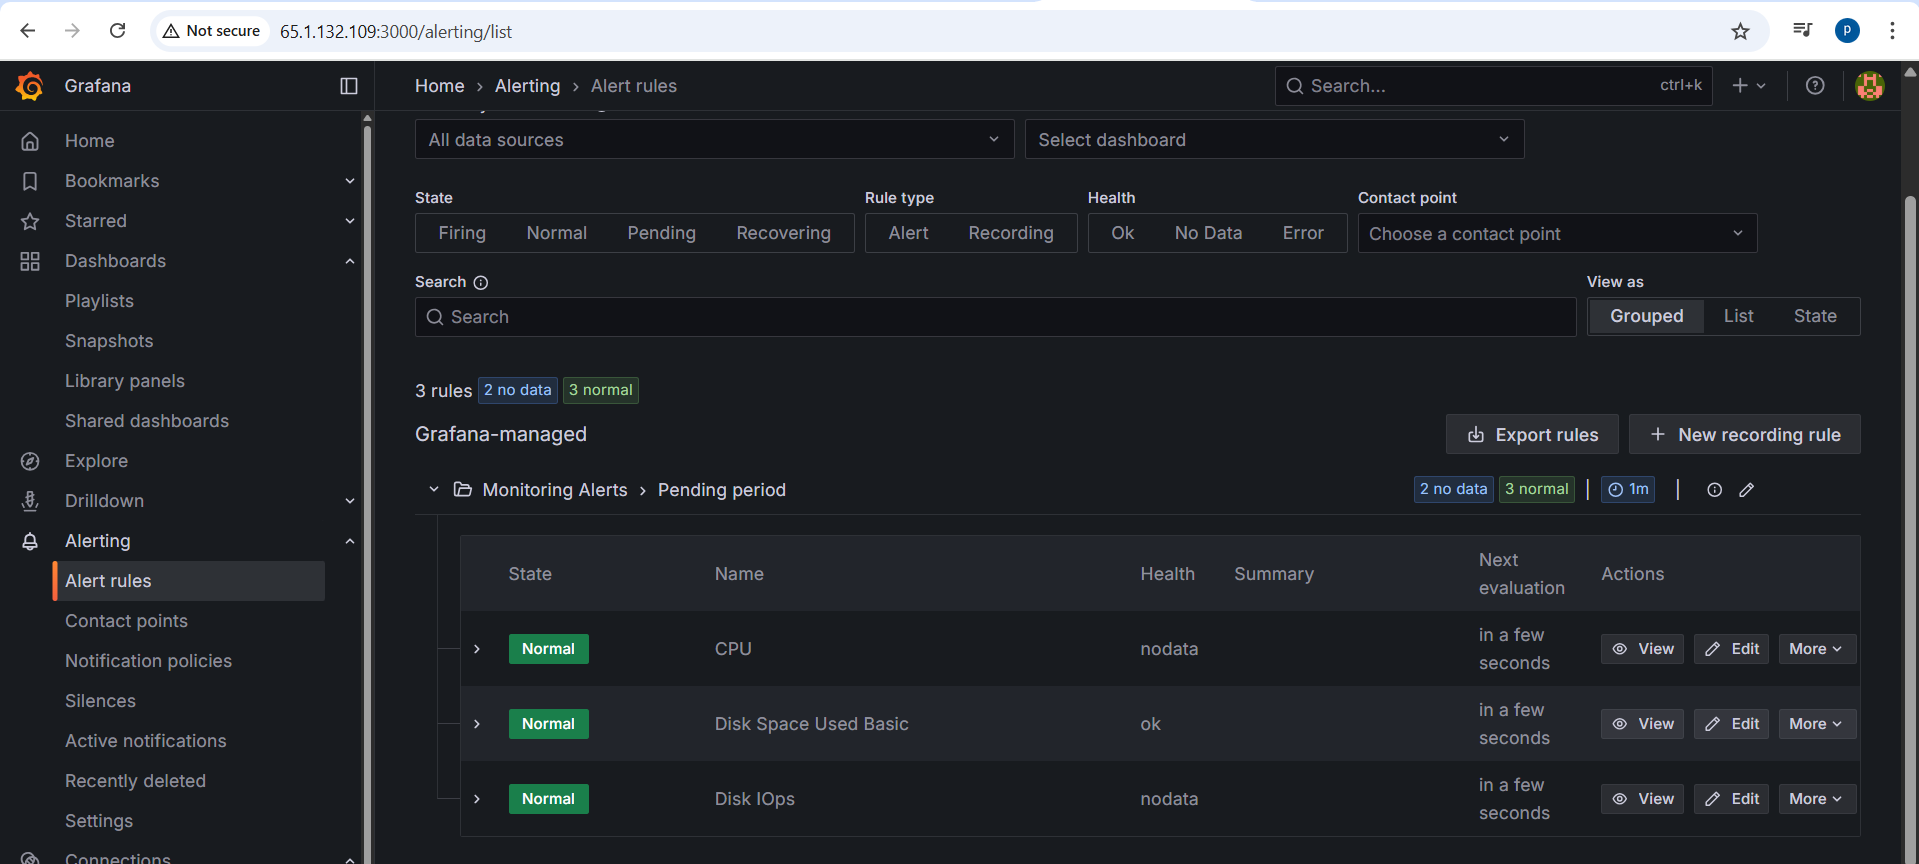 Not secure
65.1.132.109:3000/alerting/list
p
Grafana
Home › Alerting › Alert rules
Search...
ctrl+k
Home
Bookmarks
Starred
Dashboards
Playlists
Snapshots
Library panels
Shared dashboards
Explore
Drilldown
Alerting
Alert rules
Contact points
Notification policies
Silences
Active notifications
Recently deleted
Settings
Connections
All data sources
Select dashboard
State
Rule type
Health
Contact point
Firing Normal Pending Recovering
Alert Recording
Ok No Data Error
Choose a contact point
Search
View as
Search
Grouped List State
3 rules 2 no data 3 normal
Grafana-managed
Export rules
+ New recording rule
Monitoring Alerts › Pending period
2 no data 3 normal | 1m |
State Name Health Summary Next evaluation Actions
Normal CPU nodata in a few seconds View Edit More
Normal Disk Space Used Basic ok in a few seconds View Edit More
Normal Disk IOps nodata in a few seconds View Edit More